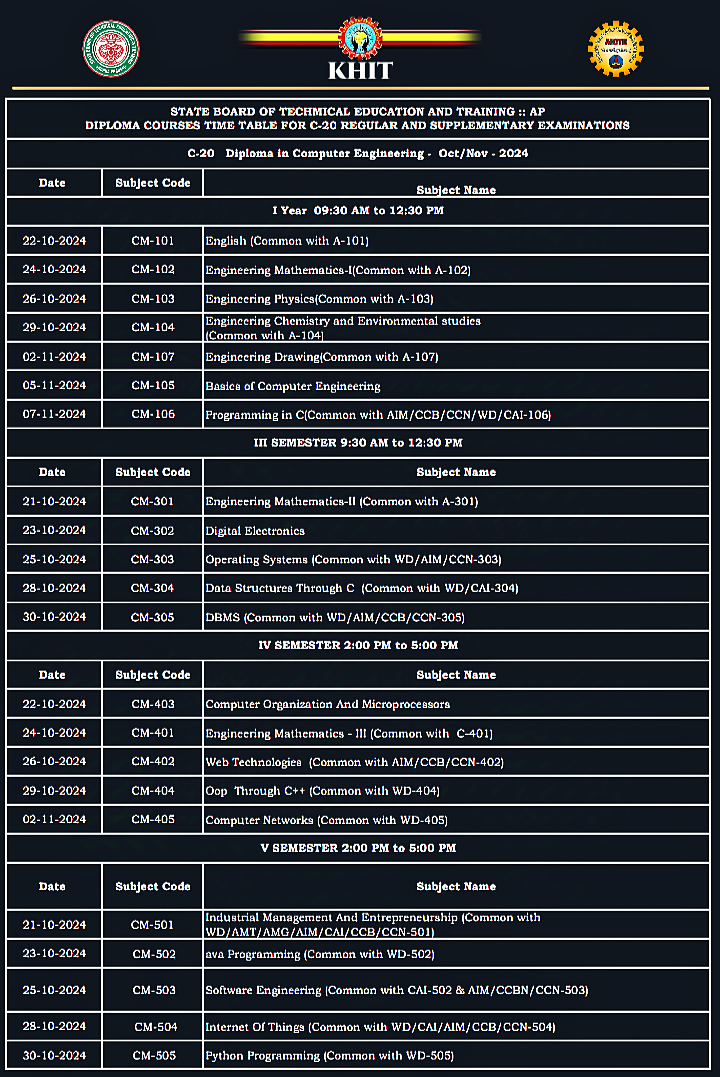 KHIT
STATE BOARD OF TECHMICAL EDUCATION AND TRAINING :: AP
DIPLOMA COURSES TIME TABLE FOR C-20 REGULAR AND SUPPLEMENTARY EXAMINATIONS
C-20 Diploma in Computer Engineering - Oct/Nov - 2024
Date Subject Code Subject Name
I Year 09:30 AM to 12:30 PM
22-10-2024 CM-101 English (Common with A-101)
24-10-2024 CM-102 Engineering Mathematics-I(Common with A-102)
26-10-2024 CM-103 Engineering Physics(Common with A-103)
29-10-2024 CM-104 Engineering Chemistry and Environmental studies
(Common with A-104)
02-11-2024 CM-107 Engineering Drawing(Common with A-107)
05-11-2024 CM-105 Basics of Computer Engineering
07-11-2024 CM-106 Programming in C(Common with AIM/CCB/CCN/WD/CAI-106)
III SEMESTER 9:30 AM to 12:30 PM
Date Subject Code Subject Name
21-10-2024 CM-301 Engineering Mathematics-II (Common with A-301)
23-10-2024 CM-302 Digital Electronics
25-10-2024 CM-303 Operating Systems (Common with WD/AIM/CCN-303)
28-10-2024 CM-304 Data Structures Through C (Common with WD/CAI-304)
30-10-2024 CM-305 DBMS (Common with WD/AIM/CCB/CCN-305)
IV SEMESTER 2:00 PM to 5:00 PM
Date Subject Code Subject Name
22-10-2024 CM-403 Computer Organization And Microprocessors
24-10-2024 CM-401 Engineering Mathematics - III (Common with C-401)
26-10-2024 CM-402 Web Technologies (Common with AIM/CCB/CCN-402)
29-10-2024 CM-404 Oop Through C++ (Common with WD-404)
02-11-2024 CM-405 Computer Networks (Common with WD-405)
V SEMESTER 2:00 PM to 5:00 PM
Date Subject Code Subject Name
21-10-2024 CM-501 Industrial Management And Entrepreneurship (Common with
WD/AMT/AMG/AIM/CAI/CCB/CCN-501)
23-10-2024 CM-502 ava Programming (Common with WD-502)
25-10-2024 CM-503 Software Engineering (Common with CAI-502 & AIM/CCBN/CCN-503)
28-10-2024 CM-504 Internet Of Things (Common with WD/CAI/AIM/CCB/CCN-504)
30-10-2024 CM-505 Python Programming (Common with WD-505)